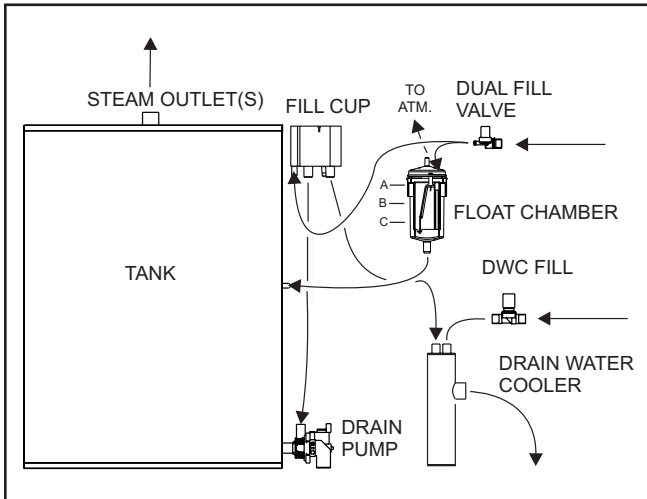 STEAM OUTLET(S)
FILL CUP
TO
ATM.
DUAL FILL
VALVE
A
B
C
FLOAT CHAMBER
TANK
DWC FILL
DRAIN WATER
COOLER
DRAIN
PUMP